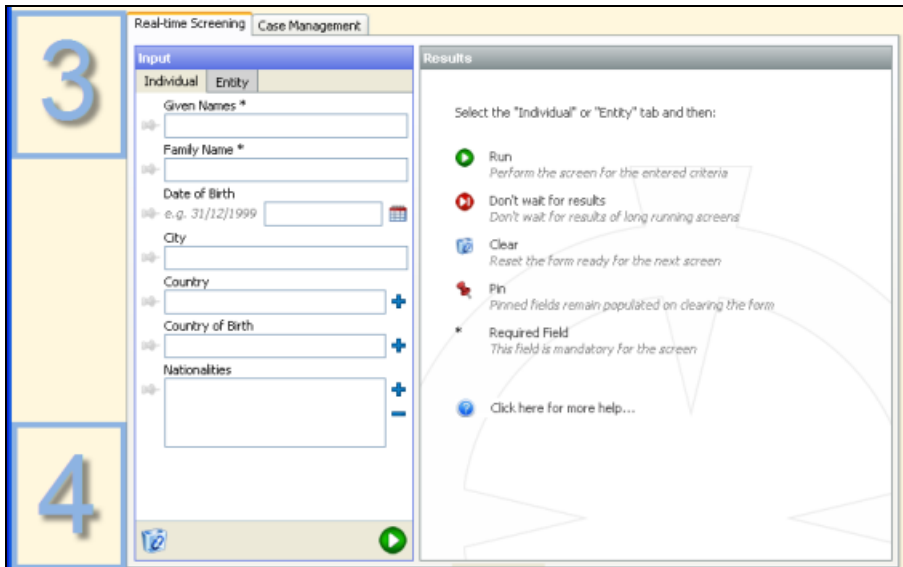 3
4
Real-time Screening
Case Management
Input
Individual
Entity
Given Names *
Family Name *
Date of Birth
e.g. 31/12/1999
City
Country
Country of Birth
Nationalities
Results
Select the "Individual" or "Entity" tab and then:
Run
Perform the screen for the entered criteria
Don't wait for results
Don't wait for results of long running screens
Clear
Reset the form ready for the next screen
Pin
Pinned fields remain populated on clearing the form
* Required Field
This field is mandatory for the screen
Click here for more help...